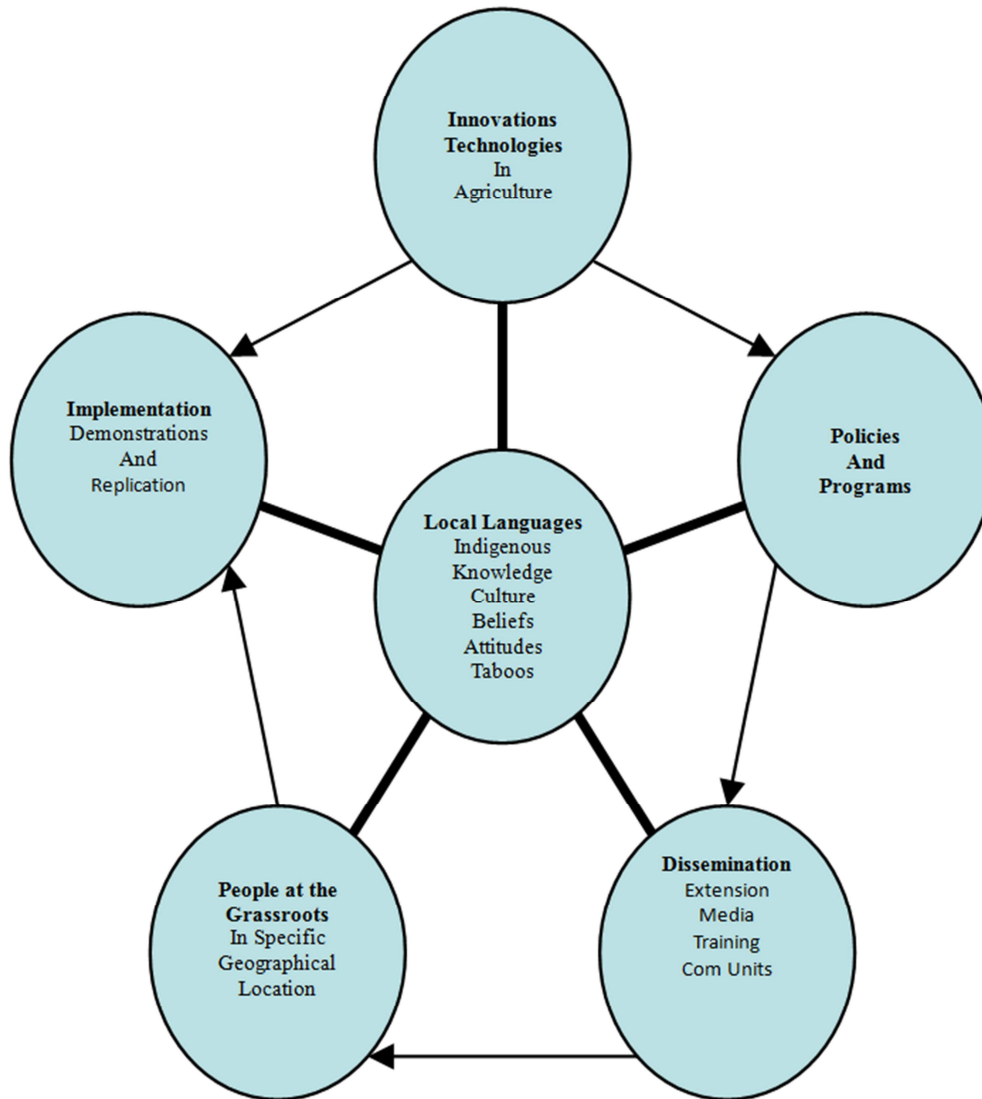 Innovations
Technologies
In
Agriculture
Implementation
Demonstrations
And
Replication
Policies
And
Programs
Local Languages
Indigenous
Knowledge
Culture
Beliefs
Attitudes
Taboos
People at the
Grassroots
In Specific
Geographical
Location
Dissemination
Extension
Media
Training
Com Units